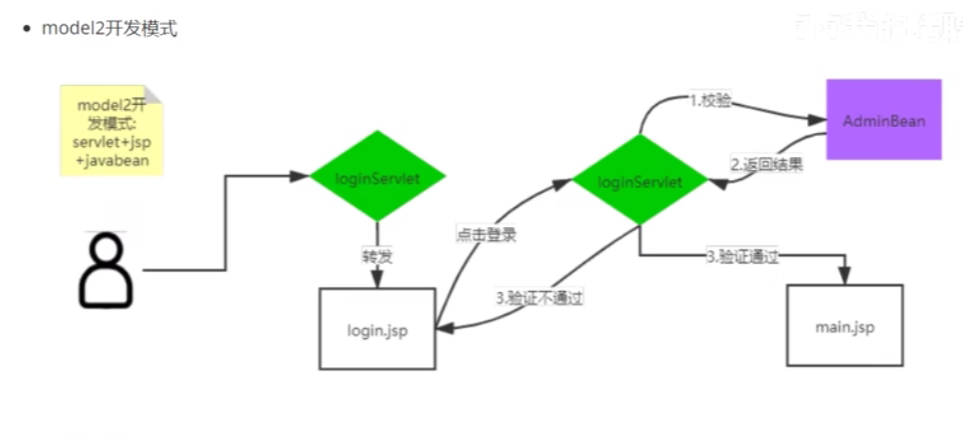 model2开发模式
model2开
发模式:
servlet+jsp
+javabean
loginServlet
转发
login.jsp
点击登录
loginServlet
1.校验
AdminBean
2.返回结果
3.验证不通过
3.验证通过
main.jsp